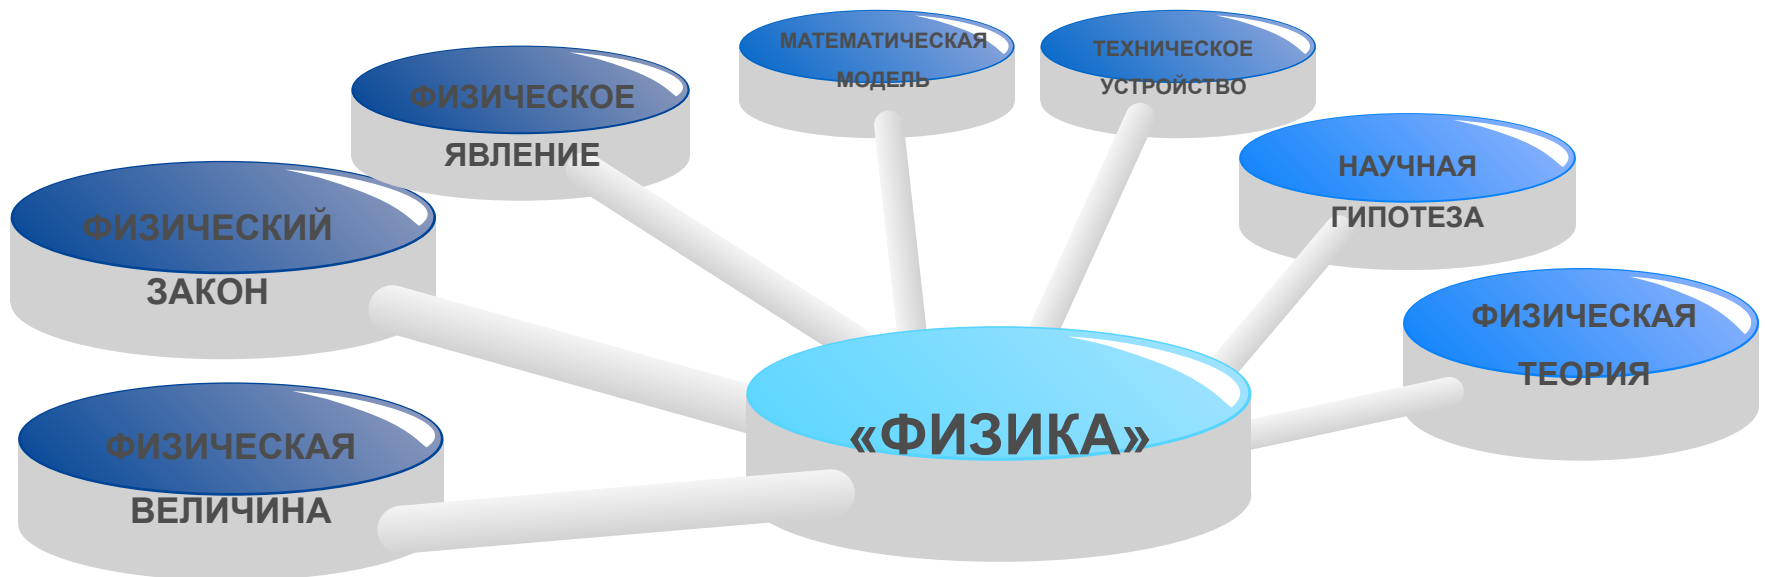 МАТЕМАТИЧЕСКАЯ
МОДЕЛЬ
ТЕХНИЧЕСКОЕ
УСТРОЙСТВО
ФИЗИЧЕСКОЕ
ЯВЛЕНИЕ
НАУЧНАЯ
ГИПОТЕЗА
ФИЗИЧЕСКИЙ
ЗАКОН
ФИЗИЧЕСКАЯ
ТЕОРИЯ
«ФИЗИКА»
ФИЗИЧЕСКАЯ
ВЕЛИЧИНА